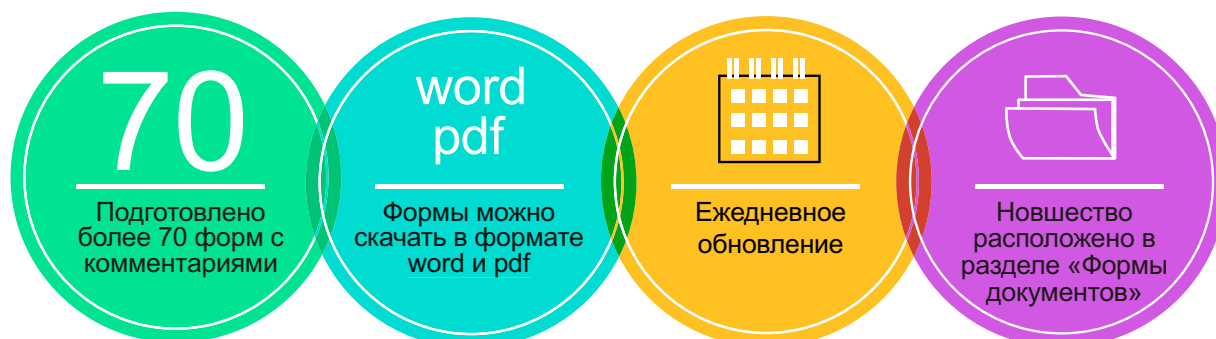 70
Подготовлено
более 70 форм с
комментариями
word
pdf
Формы можно
скачать в формате
word и pdf
Ежедневное
обновление
Новшество
расположено в
разделе «Формы
документов»